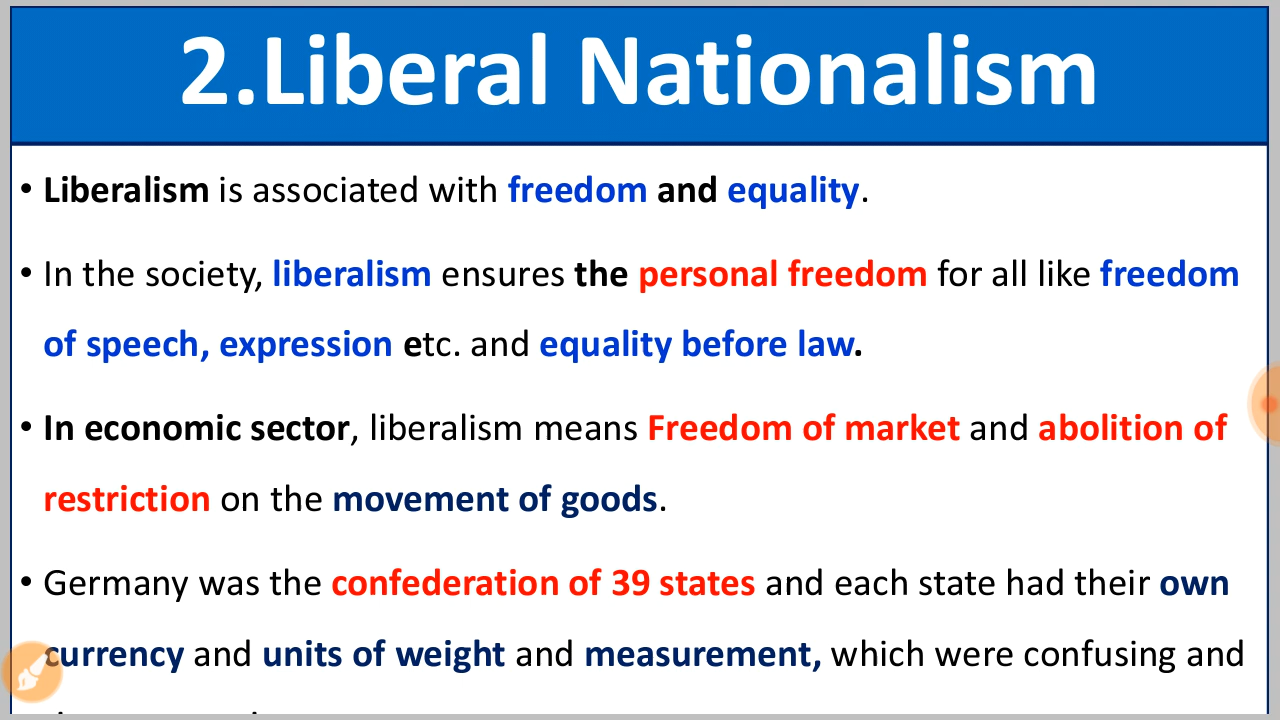 2.Liberal Nationalism
• Liberalism is associated with freedom and equality.
• In the society, liberalism ensures the personal freedom for all like freedom
of speech, expression etc. and equality before law.
• In economic sector, liberalism means Freedom of market and abolition of
restriction on the movement of goods.
• Germany was the confederation of 39 states and each state had their own
currency and units of weight and measurement, which were confusing and